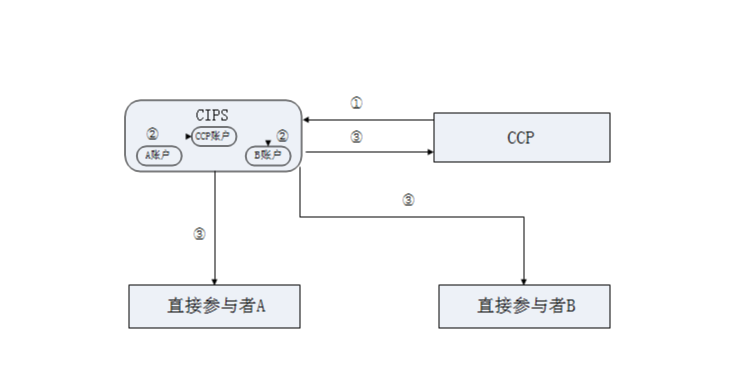 ①
CIPS
②
CCP账户
②
CCP
③
A账户
B账户
③
③
直接参与者A
直接参与者B